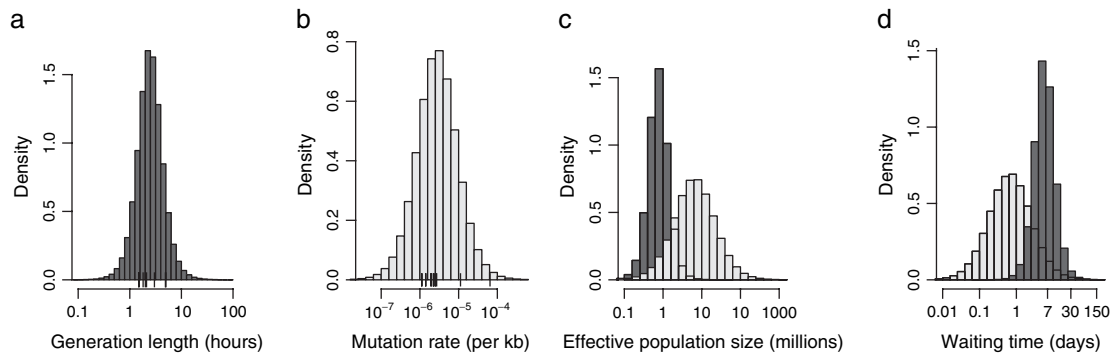 a
Density
0.0 0.5 1.0 1.5
0.1 1 10 100
Generation length (hours)
b
Density
0.0 0.2 0.4 0.6 0.8
10−7 10−6 10−5 10−4
Mutation rate (per kb)
c
Density
0.0 0.5 1.0 1.5
0.1 1 10 100 1000
Effective population size (millions)
d
Density
0.0 0.5 1.0 1.5
0.01 0.1 1 7 30 150
Waiting time (days)